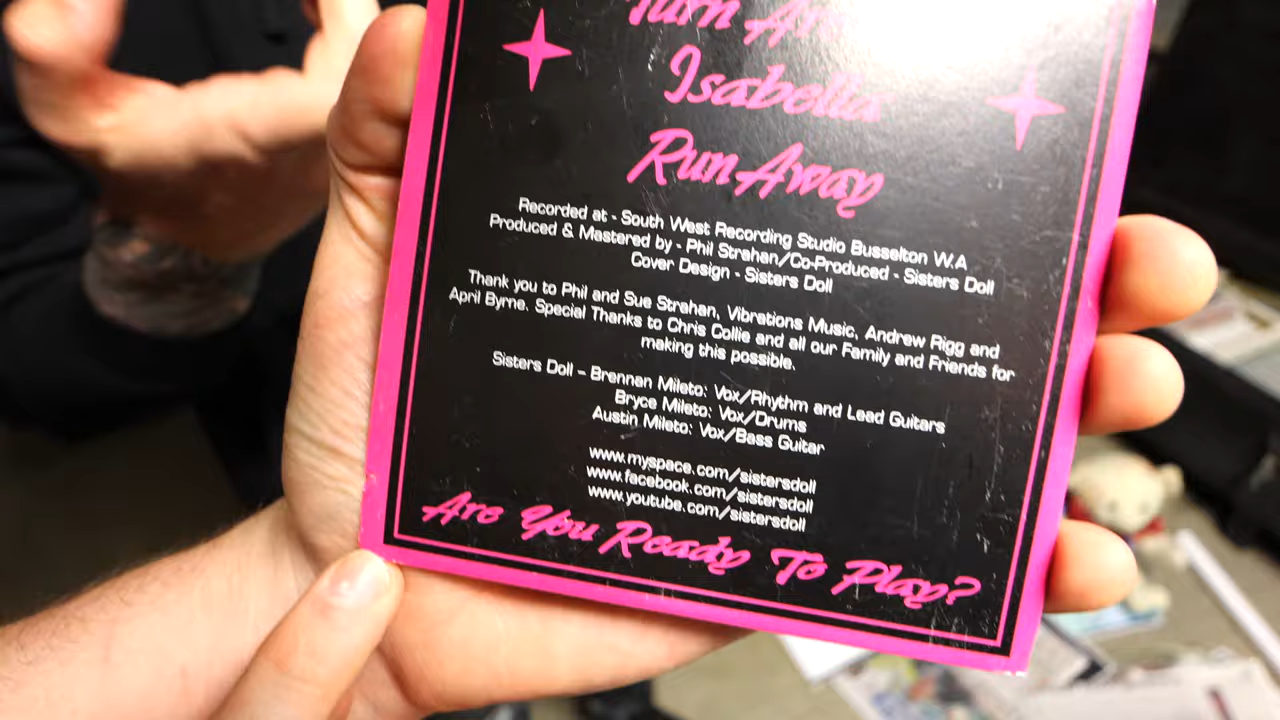 Turn
Isabella
Run Away
Recorded at - South West Recording Studio Busselton W.A
Produced & Mastered by - Phil Strahan/Co-Produced - Sisters Doll
Cover Design - Sisters Doll
Thank you to Phil and Sue Strahan, Vibrations Music, Andrew Rigg and
April Byrne. Special Thanks to Chris Collie and all our Family and Friends for
making this possible.
Sisters Doll – Brennan Mileto: Vox/Rhythm and Lead Guitars
Bryce Mileto: Vox/Drums
Austin Mileto: Vox/Bass Guitar
www.myspace.com/sistersdoll
www.facebook.com/sistersdoll
www.youtube.com/sistersdoll
Are You Ready To Play?